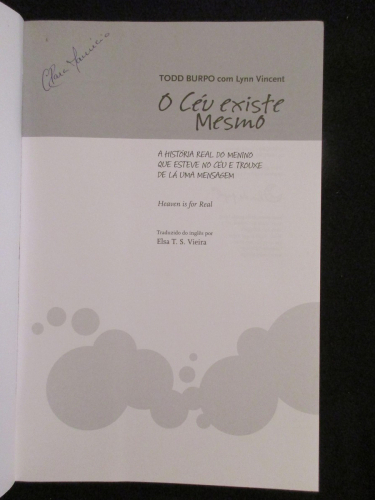 Clara
TODD BURPO com Lynn Vincent
O Céu existe
Mesmo
A HISTÓRIA REAL DO MENINO
QUE ESTEVE NO CÉU E TROUXE
DE LÁ UMA MENSAGEM
Heaven is for Real
Traduzido do inglês por
Elsa T. S. Vieira